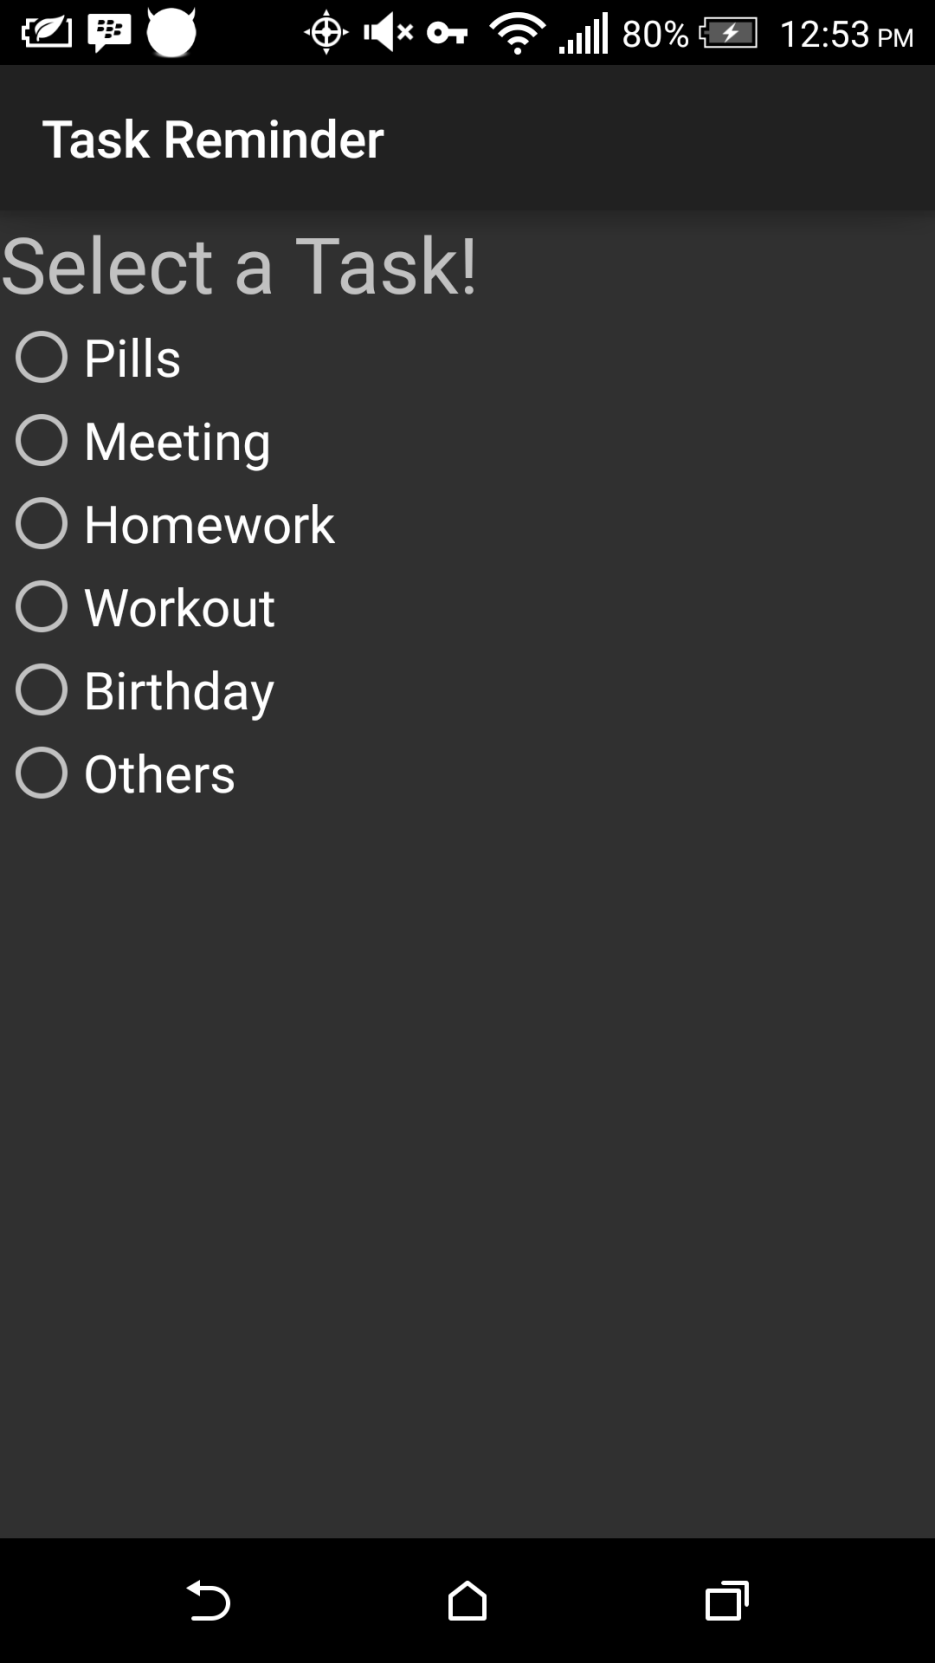 80% 12:53 PM
Task Reminder
Select a Task!
Pills
Meeting
Homework
Workout
Birthday
Others